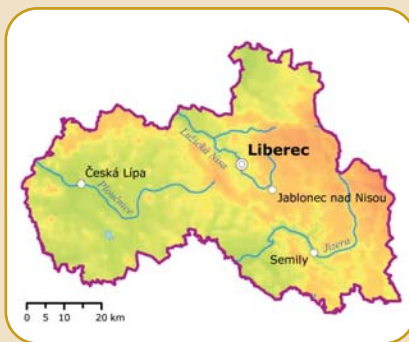 Liberec
Lužická Nisa
Česká Lípa
Ploučnice
Jablonec nad Nisou
Jizera
Semily
0 5 10 20 km